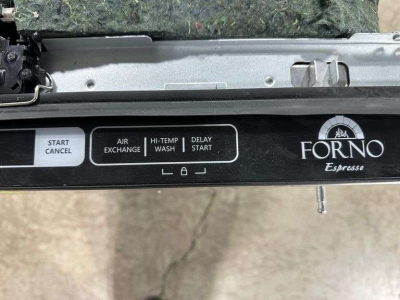 START
CANCEL
AIR
EXCHANGE
HI-TEMP
WASH
DELAY
START
FORNO
Espresso